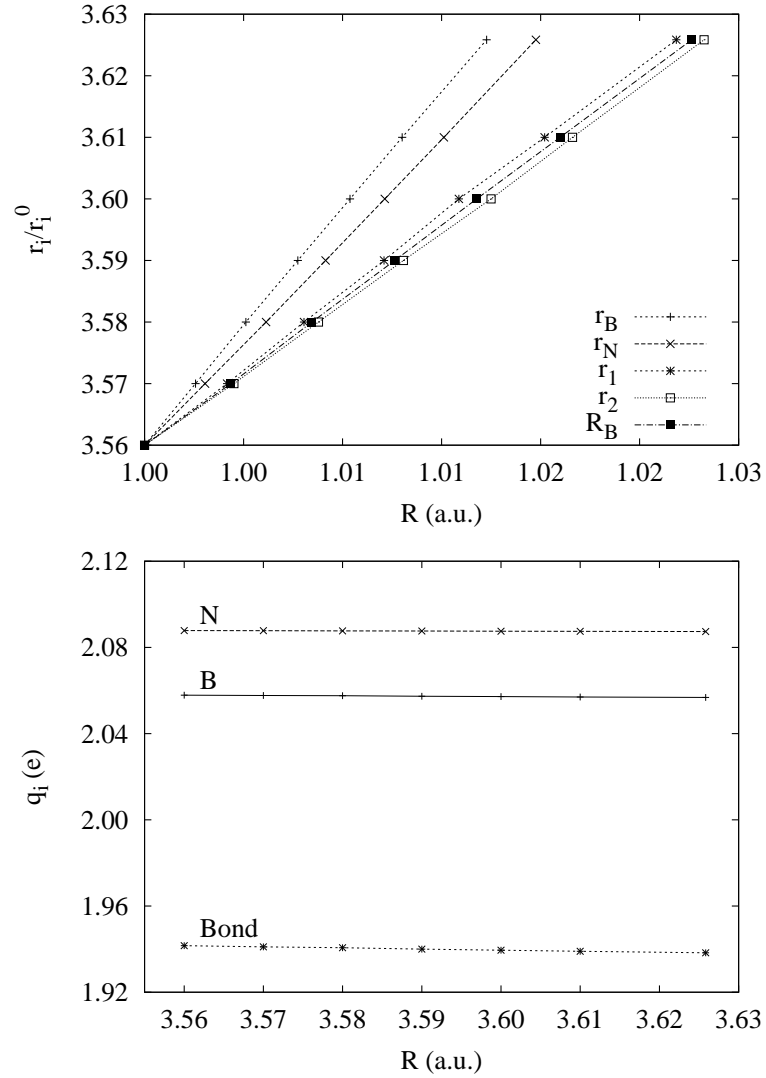 3.63
3.62
3.61
3.60
3.59
3.58
3.57
3.56
r_i/r_i^0
r_B
r_N
r_1
r_2
R_B
1.00 1.00 1.01 1.01 1.02 1.02 1.03
R (a.u.)
2.12
2.08
2.04
2.00
1.96
1.92
q_i (e)
N
B
Bond
3.56 3.57 3.58 3.59 3.60 3.61 3.62 3.63
R (a.u.)